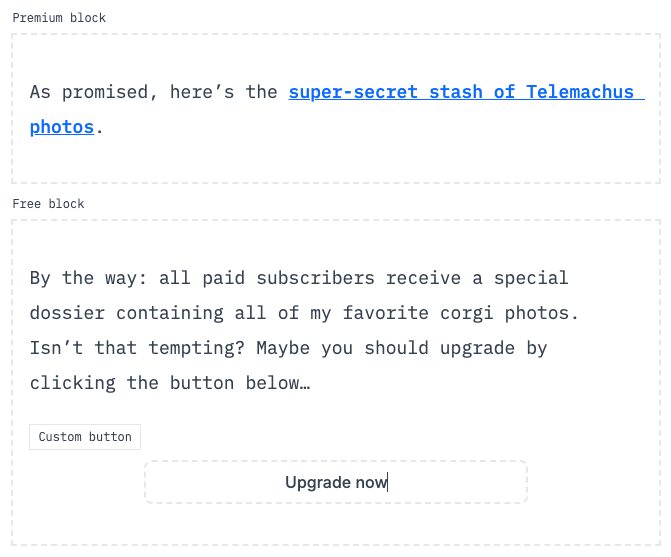 Premium block
As promised, here’s the super-secret stash of Telemachus
photos.
Free block
By the way: all paid subscribers receive a special
dossier containing all of my favorite corgi photos.
Isn’t that tempting? Maybe you should upgrade by
clicking the button below…
Custom button
Upgrade now